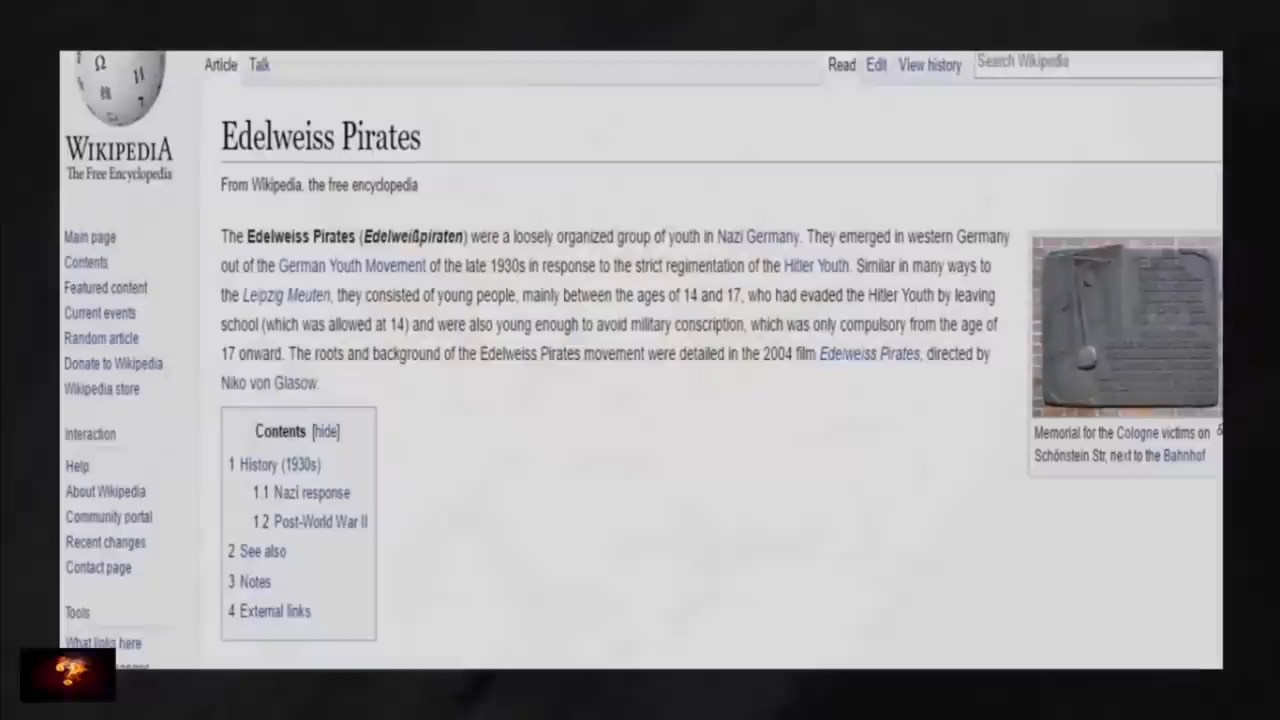 Article Talk Read Edit View history Search Wikipedia
WIKIPEDIA
The Free Encyclopedia
Main page
Contents
Featured content
Current events
Random article
Donate to Wikipedia
Wikipedia store
Interaction
Help
About Wikipedia
Community portal
Recent changes
Contact page
Tools
What links here
Edelweiss Pirates
From Wikipedia, the free encyclopedia
The Edelweiss Pirates (Edelweißpiraten) were a loosely organized group of youth in Nazi Germany. They emerged in western Germany
out of the German Youth Movement of the late 1930s in response to the strict regimentation of the Hitler Youth. Similar in many ways to
the Leipzig Meuten, they consisted of young people, mainly between the ages of 14 and 17, who had evaded the Hitler Youth by leaving
school (which was allowed at 14) and were also young enough to avoid military conscription, which was only compulsory from the age of
17 onward. The roots and background of the Edelweiss Pirates movement were detailed in the 2004 film Edelweiss Pirates, directed by
Niko von Glasow.
Contents [hide]
1 History (1930s)
1.1 Nazi response
1.2 Post-World War II
2 See also
3 Notes
4 External links
Memorial for the Cologne victims on
Schönstein Str, next to the Bahnhof
?